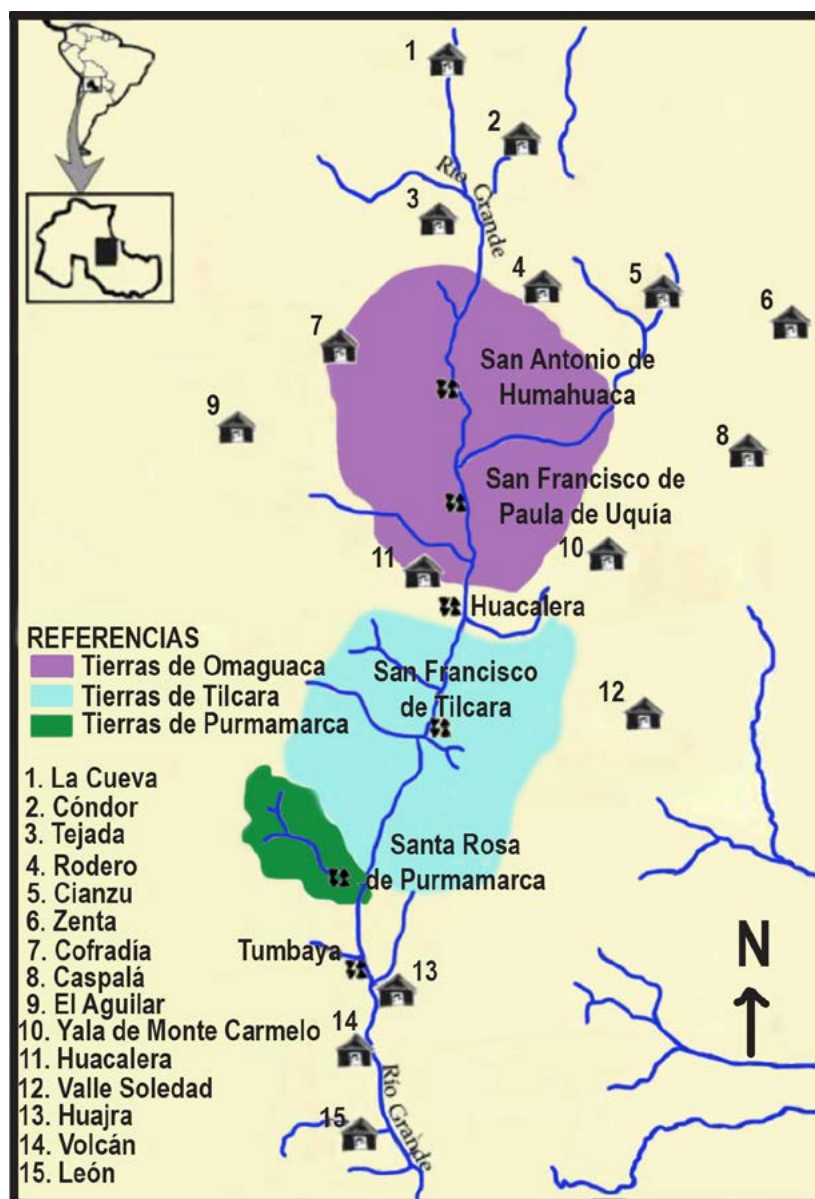 1
2
Río Grande
3
4
5
6
7
San Antonio de
Humahuaca
9
8
San Francisco de
Paula de Uquía
10
11
Huacalera
REFERENCIAS
Tierras de Omaguaca
Tierras de Tilcara
Tierras de Purmamarca
San Francisco
de Tilcara
12
1. La Cueva
2. Cóndor
3. Tejada
4. Rodero
5. Cianzu
6. Zenta
7. Cofradía
8. Caspalá
9. El Aguilar
10. Yala de Monte Carmelo
11. Huacalera
12. Valle Soledad
13. Huajra
14. Volcán
15. León
Santa Rosa
de Purmamarca
Tumbaya
13
N
14
Río Grande
15